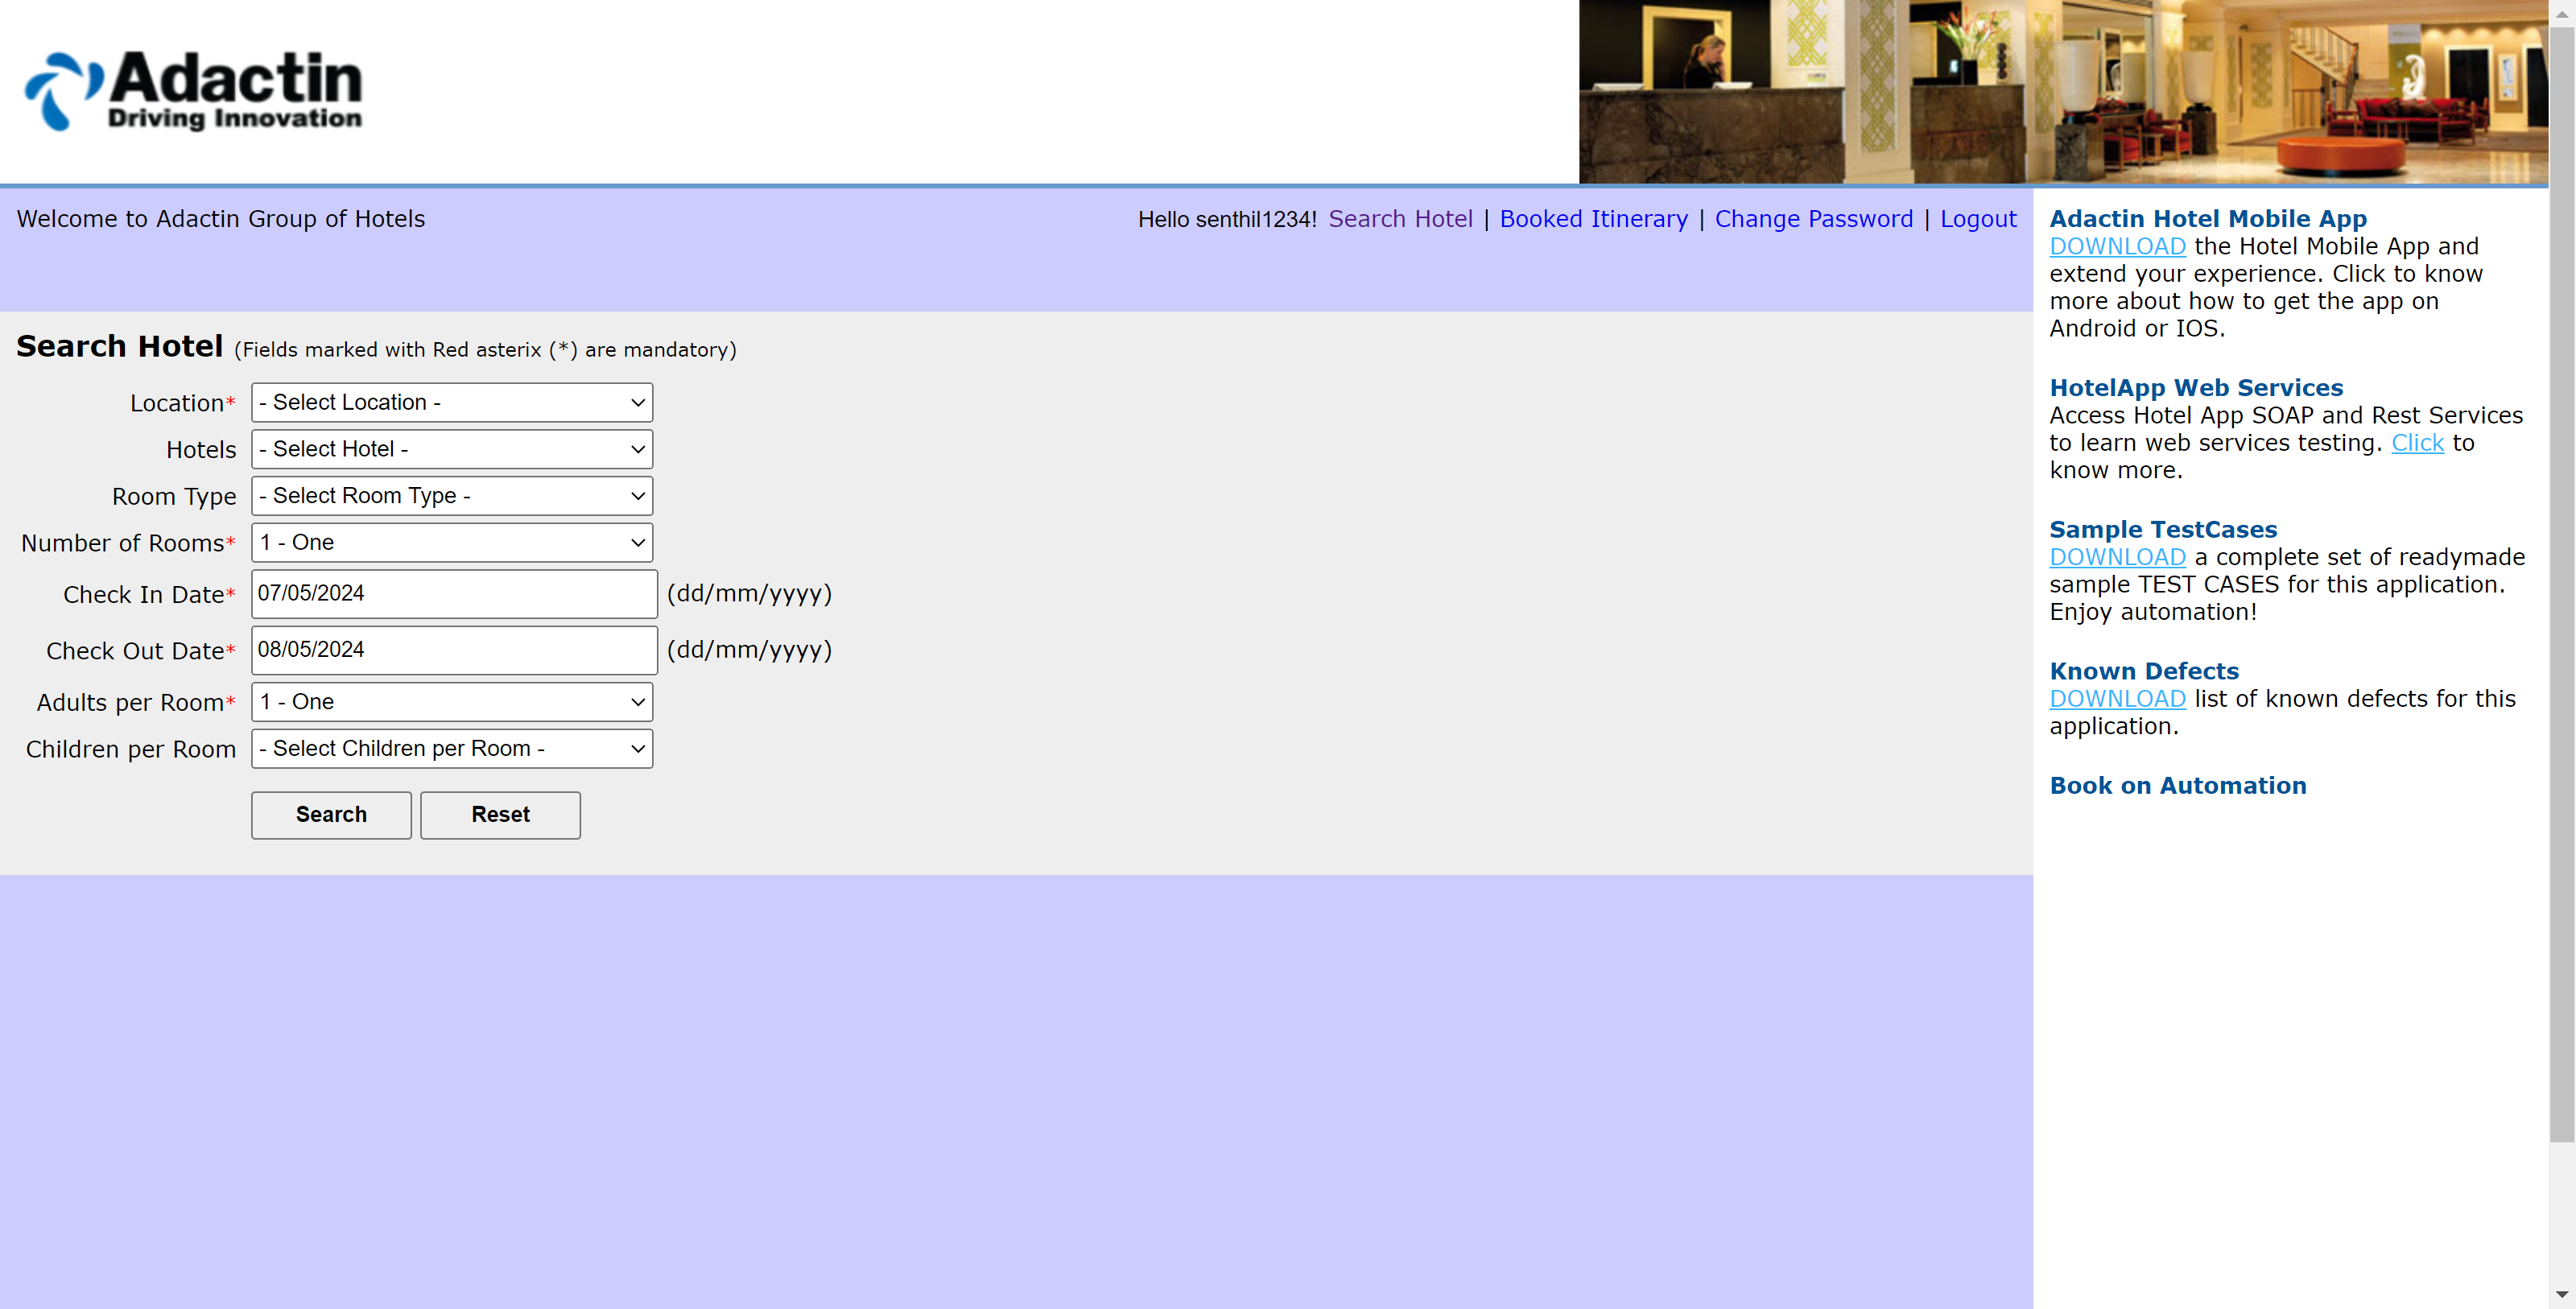 Adactin
Driving Innovation
Welcome to Adactin Group of Hotels
Hello senthil1234! Search Hotel | Booked Itinerary | Change Password | Logout
Search Hotel (Fields marked with Red asterix (*) are mandatory)
Location* - Select Location -
Hotels - Select Hotel -
Room Type - Select Room Type -
Number of Rooms* 1 - One
Check In Date* 07/05/2024 (dd/mm/yyyy)
Check Out Date* 08/05/2024 (dd/mm/yyyy)
Adults per Room* 1 - One
Children per Room - Select Children per Room -
Search Reset
Adactin Hotel Mobile App
DOWNLOAD the Hotel Mobile App and
extend your experience. Click to know
more about how to get the app on
Android or IOS.
HotelApp Web Services
Access Hotel App SOAP and Rest Services
to learn web services testing. Click to
know more.
Sample TestCases
DOWNLOAD a complete set of readymade
sample TEST CASES for this application.
Enjoy automation!
Known Defects
DOWNLOAD list of known defects for this
application.
Book on Automation